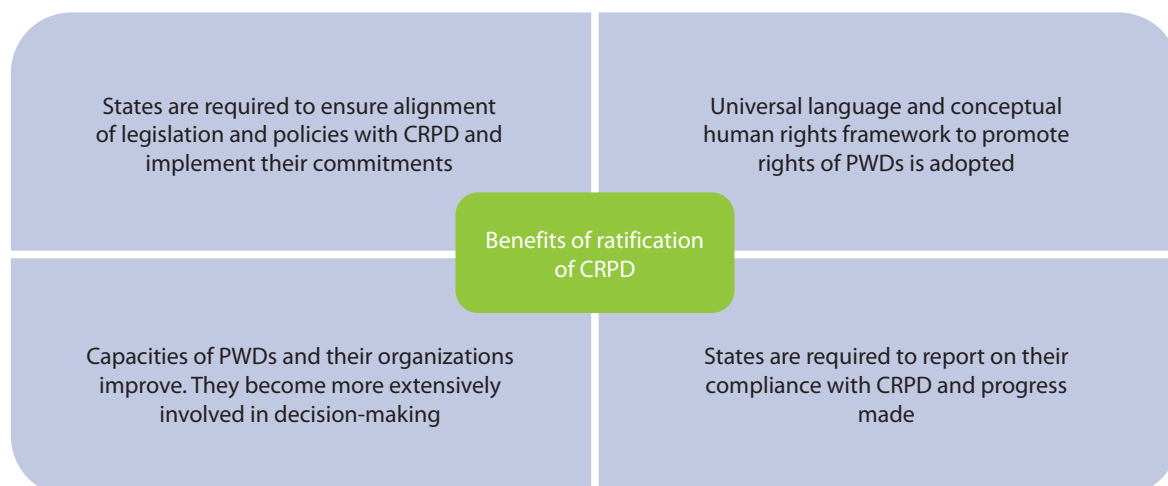 States are required to ensure alignment
of legislation and policies with CRPD and
implement their commitments
Universal language and conceptual
human rights framework to promote
rights of PWDs is adopted
Benefits of ratification
of CRPD
Capacities of PWDs and their organizations
improve. They become more extensively
involved in decision-making
States are required to report on their
compliance with CRPD and progress
made